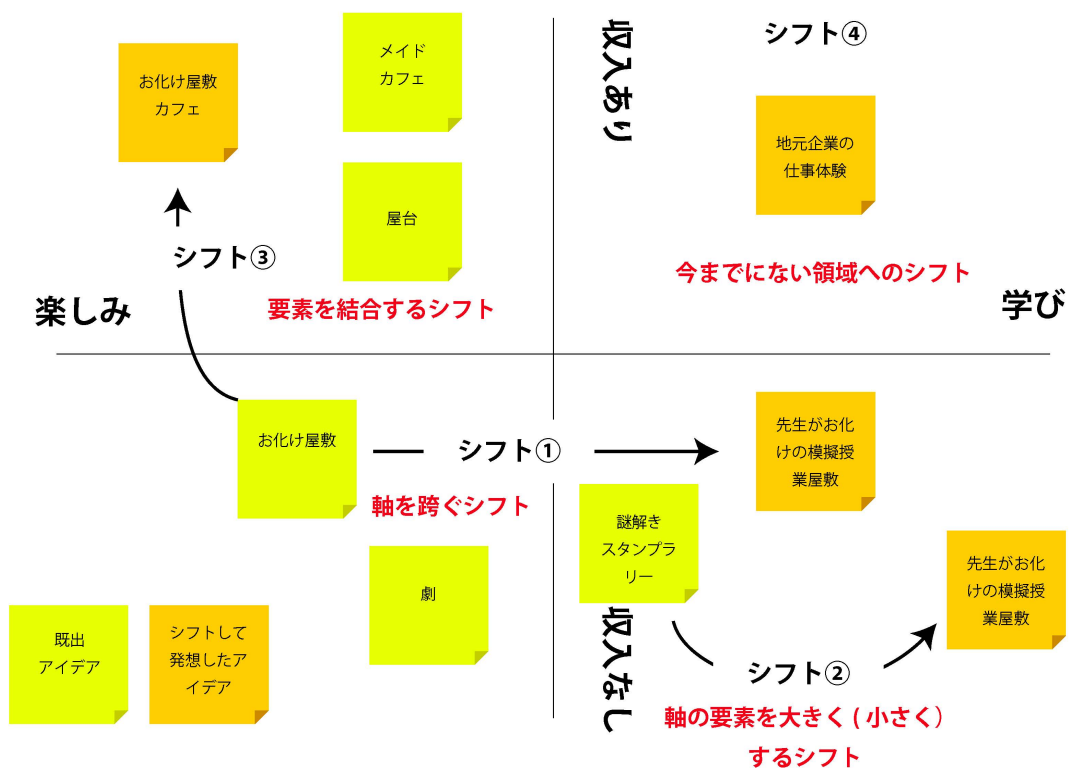 シフト④
収入あり
メイド
カフェ
お化け屋敷
カフェ
地元企業の
仕事体験
屋台
シフト③
今までにない領域へのシフト
楽しみ
要素を結合するシフト
学び
お化け屋敷
シフト①
先生がお化
けの模擬授
業屋敷
軸を跨ぐシフト
謎解き
スタンプラ
リー
先生がお化
けの模擬授
業屋敷
劇
既出
アイデア
シフトして
発想したア
イデア
収入なし
シフト②
軸の要素を大きく ( 小さく）
するシフト